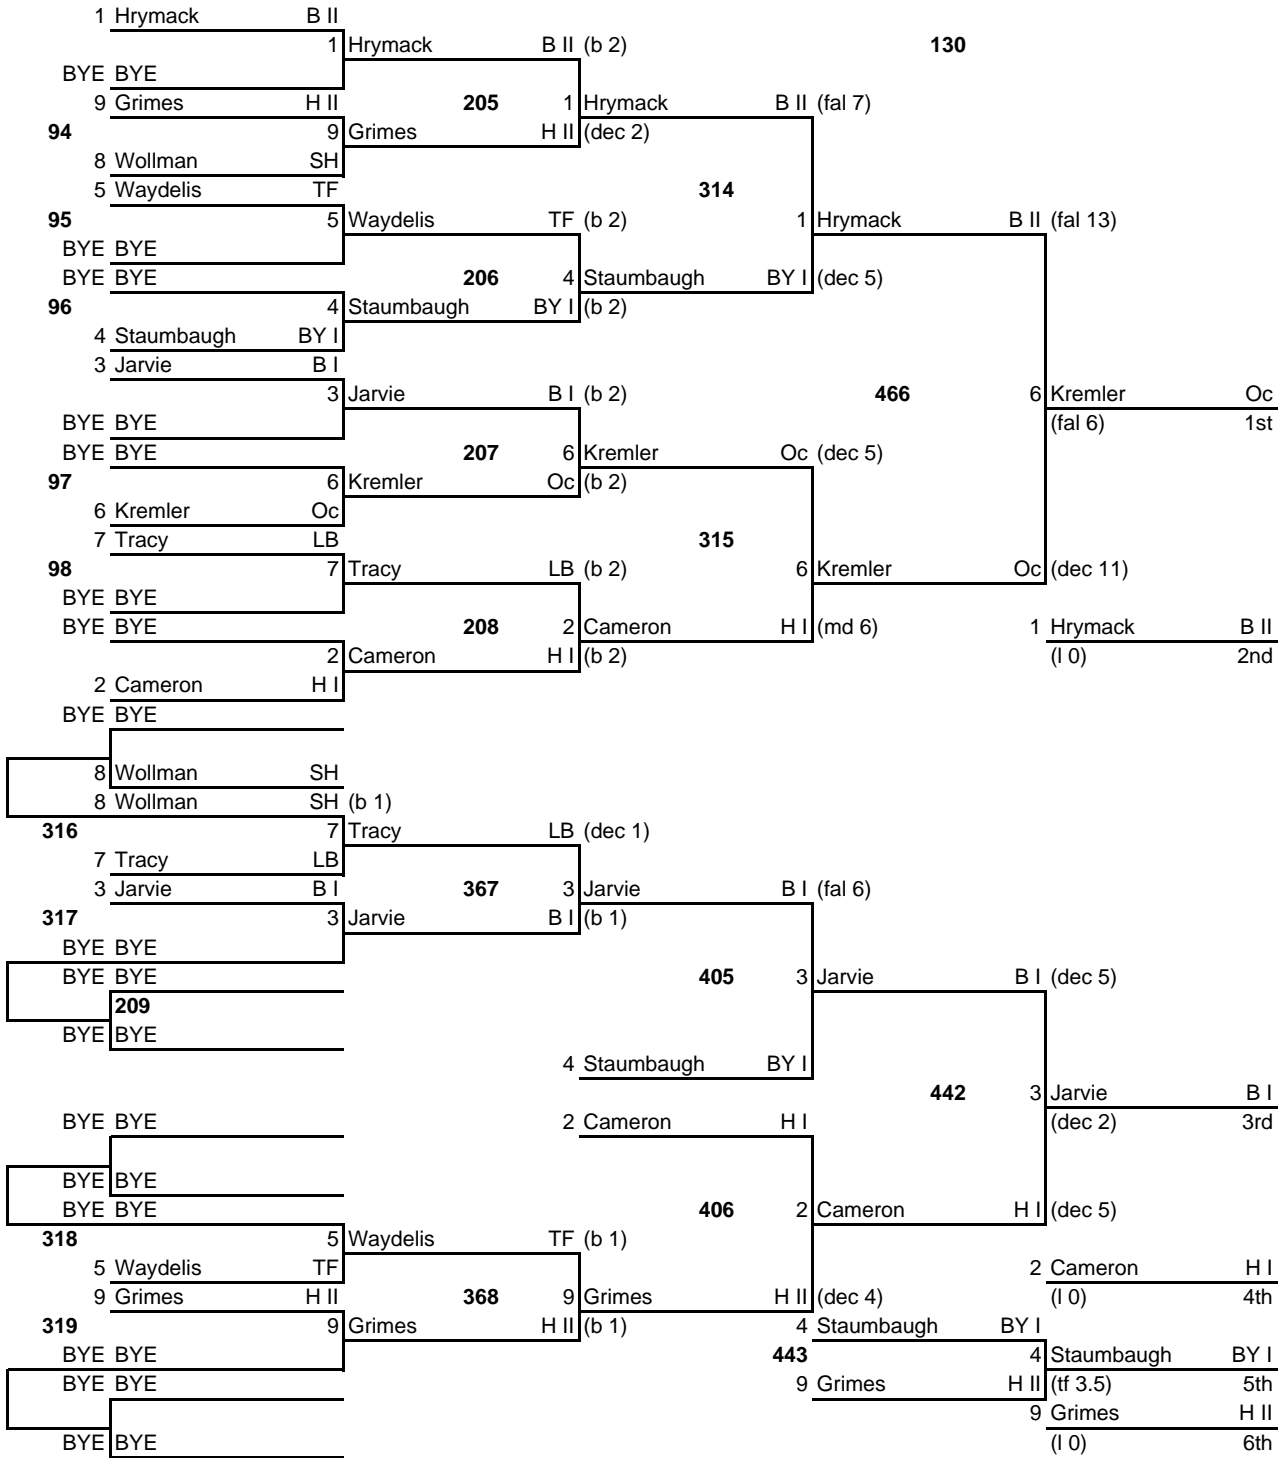 1 Hrymack B II
1 Hrymack B II (b 2) 130
BYE BYE
9 Grimes H II 205 1 Hrymack B II (fal 7)
94 9 Grimes H II (dec 2)
8 Wollman SH
5 Waydelis TF 314
95 5 Waydelis TF (b 2) 1 Hrymack B II (fal 13)
BYE BYE
BYE BYE 206 4 Staumbaugh BY I (dec 5)
96 4 Staumbaugh BY I (b 2)
4 Staumbaugh BY I
3 Jarvie B I
3 Jarvie B I (b 2) 466 6 Kremler Oc
BYE BYE (fal 6) 1st
BYE BYE 207 6 Kremler Oc (dec 5)
97 6 Kremler Oc (b 2)
6 Kremler Oc
7 Tracy LB 315
98 7 Tracy LB (b 2) 6 Kremler Oc (dec 11)
BYE BYE
BYE BYE 208 2 Cameron H I (md 6) 1 Hrymack B II
2 Cameron H I (b 2) (l 0) 2nd
2 Cameron H I
BYE BYE
8 Wollman SH
8 Wollman SH (b 1)
316 7 Tracy LB (dec 1)
7 Tracy LB
3 Jarvie B I 367 3 Jarvie B I (fal 6)
317 3 Jarvie B I (b 1)
BYE BYE
BYE BYE 405 3 Jarvie B I (dec 5)
209
BYE BYE
4 Staumbaugh BY I
442 3 Jarvie B I
BYE BYE 2 Cameron H I (dec 2) 3rd
BYE BYE
BYE BYE 406 2 Cameron H I (dec 5)
318 5 Waydelis TF (b 1)
5 Waydelis TF 2 Cameron H I
9 Grimes H II 368 9 Grimes H II (dec 4) (l 0) 4th
319 9 Grimes H II (b 1) 4 Staumbaugh BY I
BYE BYE 443 4 Staumbaugh BY I
BYE BYE 9 Grimes H II (tf 3.5) 5th
9 Grimes H II
BYE BYE (l 0) 6th